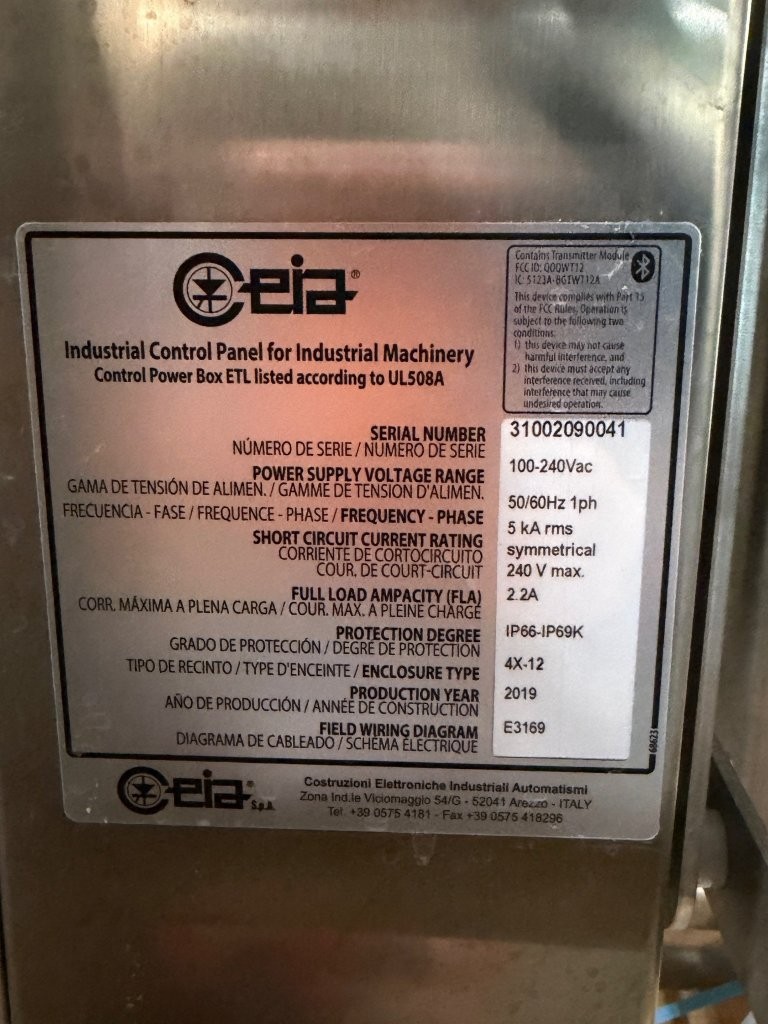 ceia®
Contains Transmitter Module
FCC ID: QOQWT12
IC: 5123A-BGTWT12A
This device complies with Part 15
of the FCC Rules. Operation is
subject to the following two
conditions:
1) this device may not cause
harmful interference, and
2) this device must accept any
interference received, including
interference that may cause
undesired operation.
Industrial Control Panel for Industrial Machinery
Control Power Box ETL listed according to UL508A
SERIAL NUMBER 31002090041
NÚMERO DE SERIE / NUMERO DE SERIE
POWER SUPPLY VOLTAGE RANGE 100-240Vac
GAMA DE TENSIÓN DE ALIMEN. / GAMME DE TENSION D'ALIMEN.
FRECUENCIA - FASE / FREQUENCE - PHASE / FREQUENCY - PHASE 50/60Hz 1ph
SHORT CIRCUIT CURRENT RATING 5 kA rms
CORRIENTE DE CORTOCIRCUITO symmetrical
COUR. DE COURT-CIRCUIT 240 V max.
FULL LOAD AMPACITY (FLA) 2.2A
CORR. MÁXIMA A PLENA CARGA / COUR. MAX. A PLEINE CHARGE
PROTECTION DEGREE IP66-IP69K
GRADO DE PROTECCIÓN / DEGRÉ DE PROTECTION
TIPO DE RECINTO / TYPE D'ENCEINTE / ENCLOSURE TYPE 4X-12
PRODUCTION YEAR 2019
AÑO DE PRODUCCIÓN / ANNÉE DE CONSTRUCTION
FIELD WIRING DIAGRAM E3169
DIAGRAMA DE CABLEADO / SCHÉMA ÉLECTRIQUE
68623
ceia® S.p.A.
Costruzioni Elettroniche Industriali Automatismi
Zona Ind.le Viciomaggio 54/G - 52041 Arezzo - ITALY
Tel. +39 0575 4181 - Fax +39 0575 418296